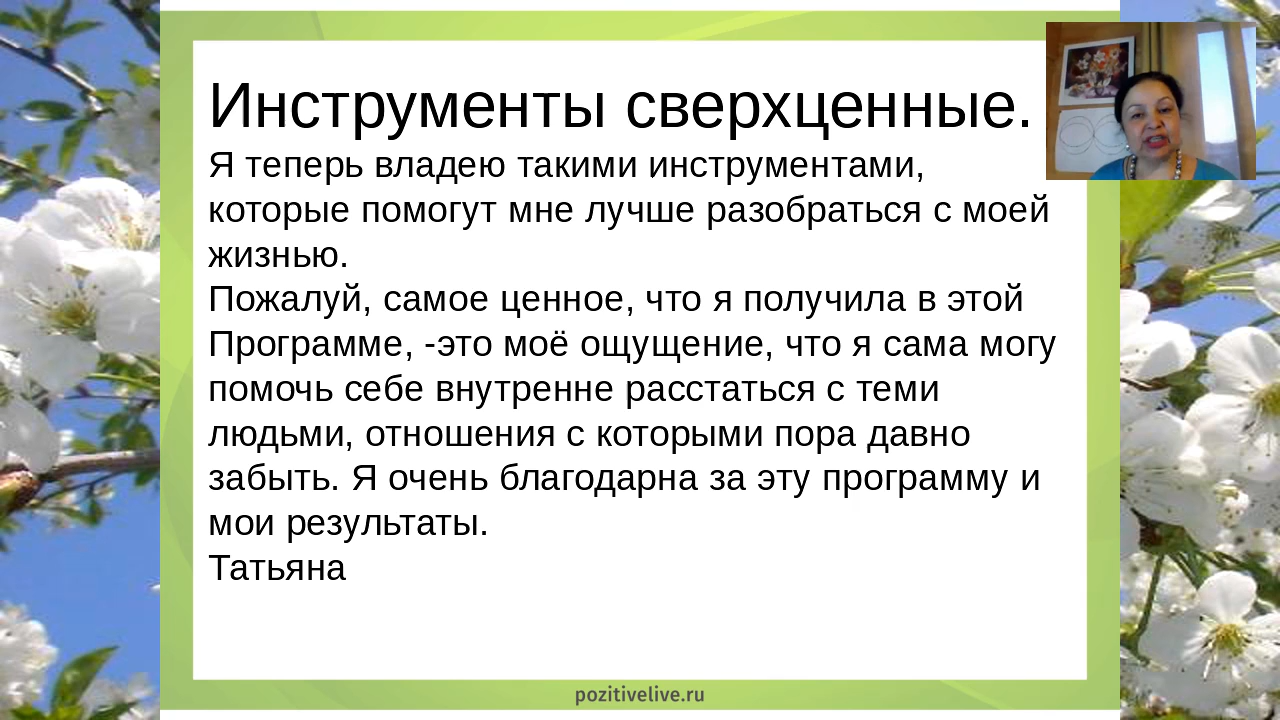 Инструменты сверхценные.
Я теперь владею такими инструментами,
которые помогут мне лучше разобраться с моей
жизнью.
Пожалуй, самое ценное, что я получила в этой
Программе, -это моё ощущение, что я сама могу
помочь себе внутренне расстаться с теми
людьми, отношения с которыми пора давно
забыть. Я очень благодарна за эту программу и
мои результаты.
Татьяна
pozitivelive.ru